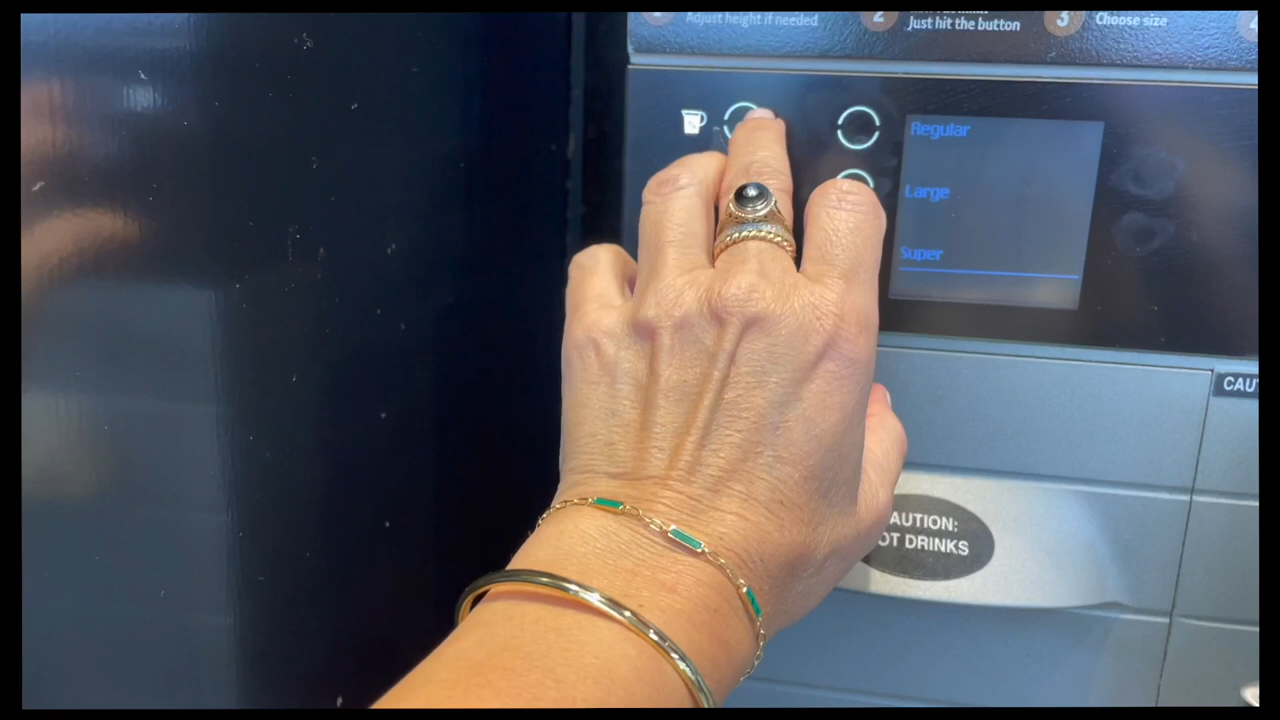 Adjust height if needed
2
Just hit the button
3
Choose size
Regular
Large
Super
CAU
AUTION:
OT DRINKS